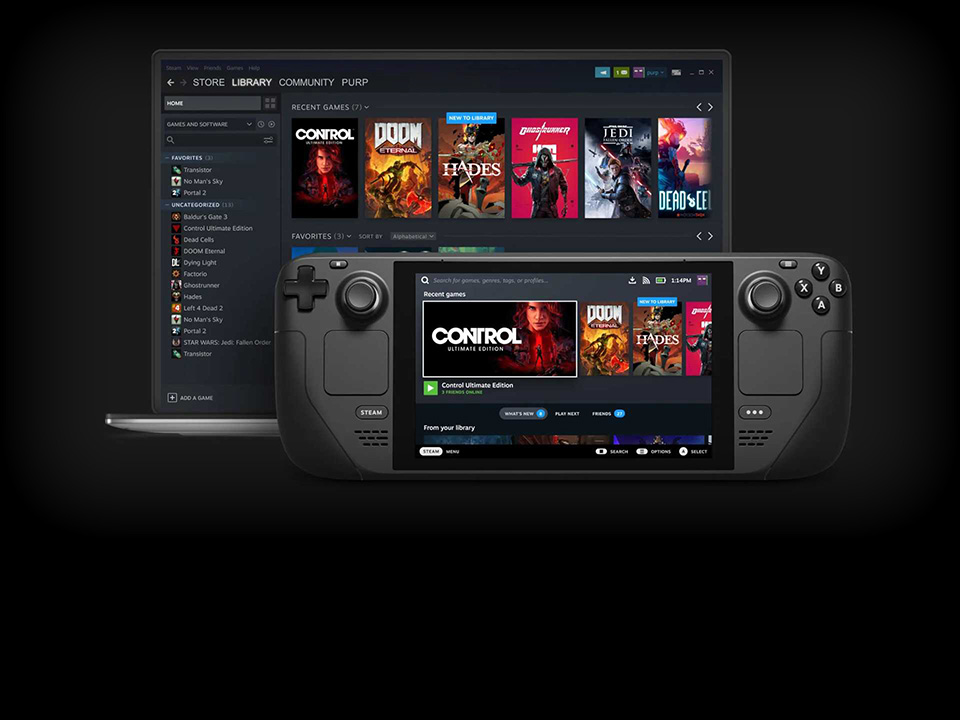 Steam View Friends Games Help
STORE LIBRARY COMMUNITY PURP
1
purp
HOME
RECENT GAMES (7)
GAMES AND SOFTWARE
NEW TO LIBRARY
CONTROL
ULTIMATE EDITION
DOOM
ETERNAL
HADES
GHOSTRUNNER
STAR WARS
JEDI
FALLEN ORDER
DEAD CE
FAVORITES (3)
Transistor
No Man's Sky
Portal 2
UNCATEGORIZED (13)
Baldur's Gate 3
Control Ultimate Edition
Dead Cells
DOOM Eternal
DL: Dying Light
Factorio
Ghostrunner
Hades
4 Left 4 Dead 2
No Man's Sky
Portal 2
STAR WARS: Jedi: Fallen Order
Transistor
ADD A GAME
FAVORITES (3) SORT BY Alphabetical
Search for games, genres, tags, or profiles...
1:14PM
Recent games
NEW TO LIBRARY
CONTROL
ULTIMATE EDITION
DOOM
ETERNAL
HADES
Control Ultimate Edition
3 FRIENDS ONLINE
WHAT'S NEW PLAY NEXT FRIENDS 27
From your library
STEAM MENU
SEARCH OPTIONS A SELECT
STEAM
Y
X B
A